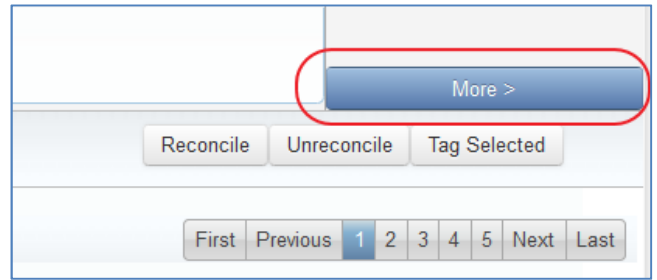 More >
Reconcile Unreconcile Tag Selected
First Previous 1 2 3 4 5 Next Last